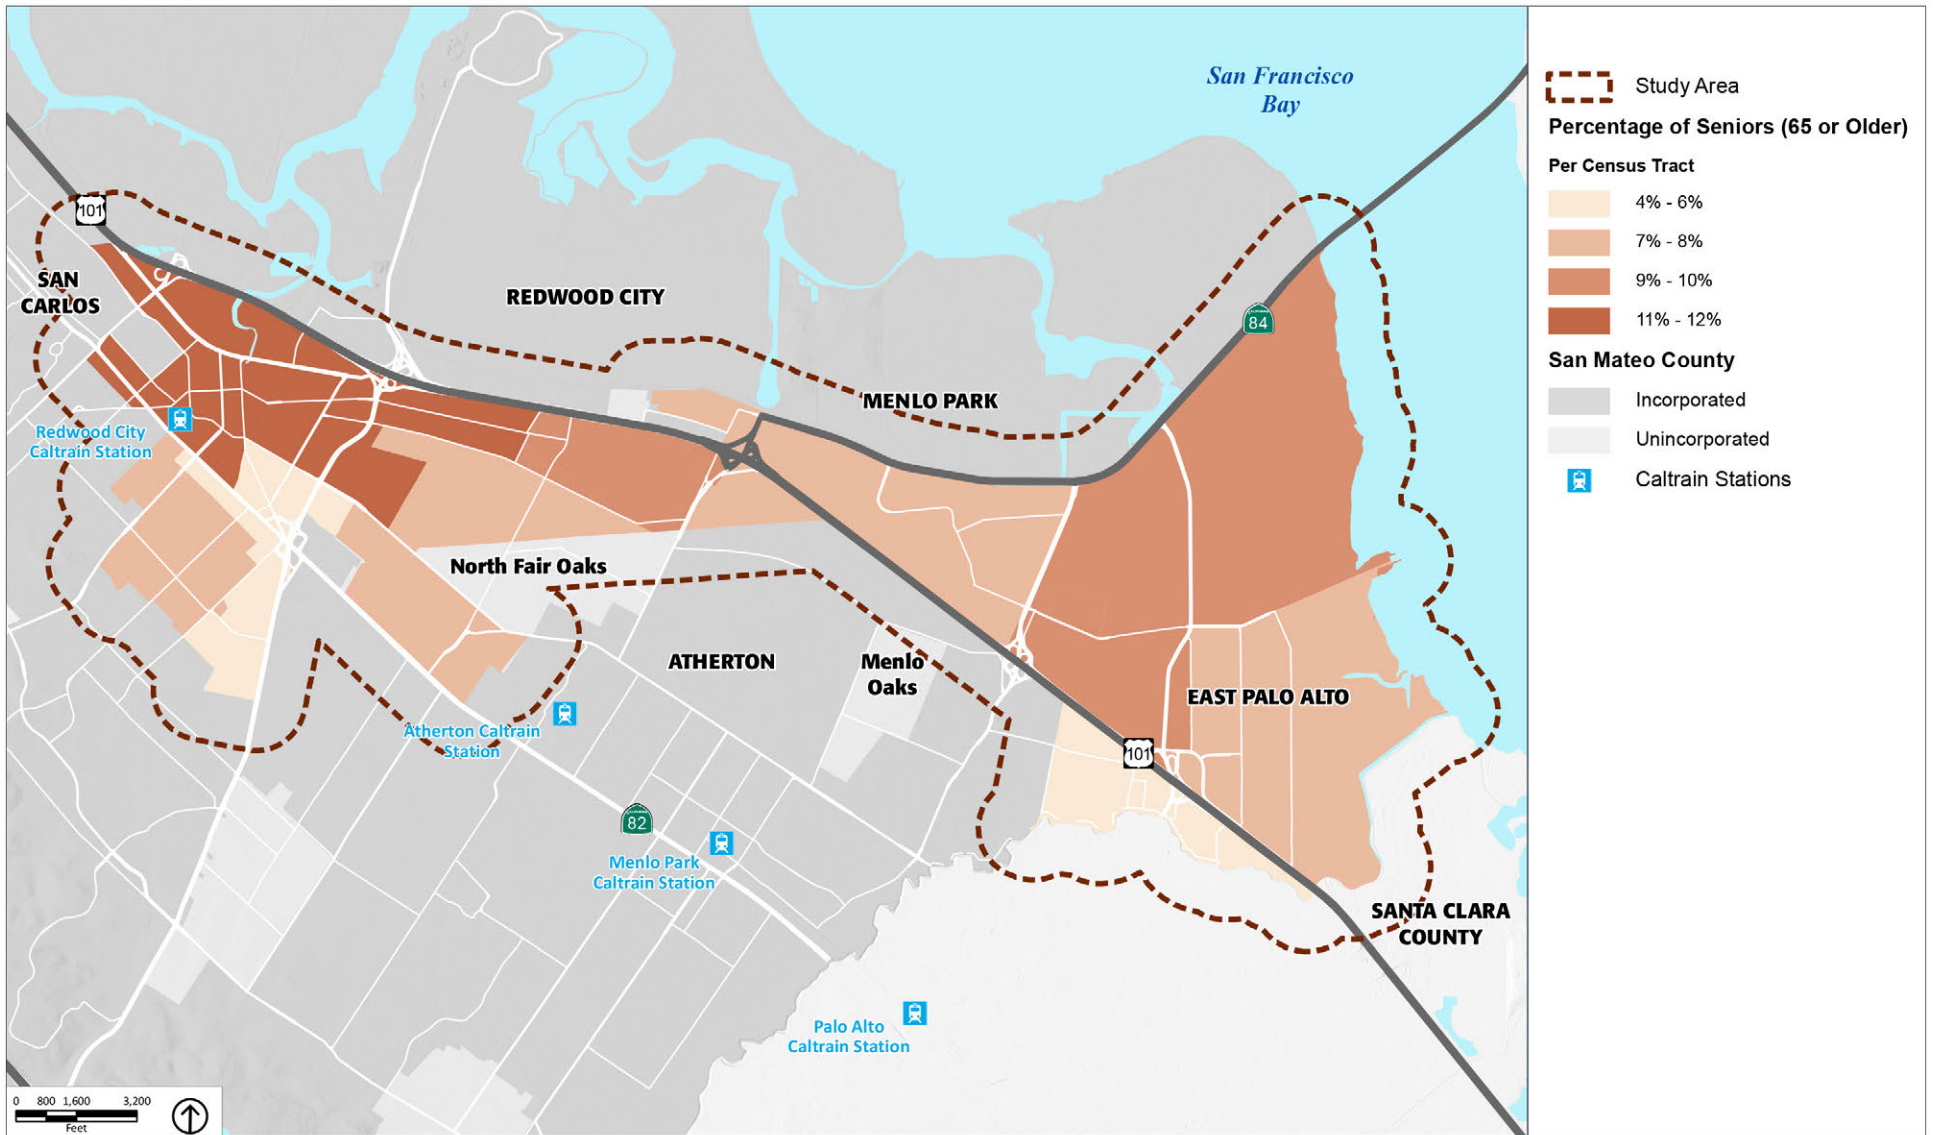 San Francisco
Bay
101
SAN
CARLOS
REDWOOD CITY
84
MENLO PARK
Redwood City
Caltrain Station
North Fair Oaks
ATHERTON
Menlo
Oaks
EAST PALO ALTO
Atherton Caltrain
Station
101
82
Menlo Park
Caltrain Station
SANTA CLARA
COUNTY
Palo Alto
Caltrain Station
0 800 1,600 3,200
Feet
Study Area
Percentage of Seniors (65 or Older)
Per Census Tract
4% - 6%
7% - 8%
9% - 10%
11% - 12%
San Mateo County
Incorporated
Unincorporated
Caltrain Stations